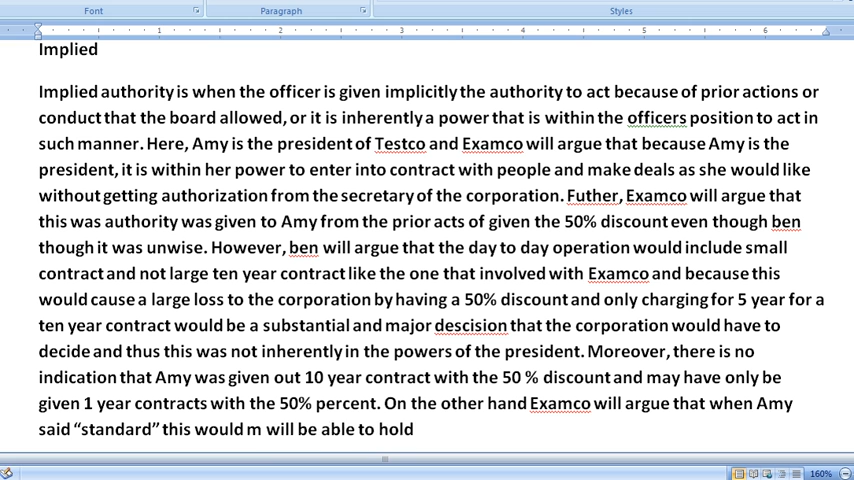 Font Paragraph Styles
1 2 3 4 5 6
Implied
Implied authority is when the officer is given implicitly the authority to act because of prior actions or
conduct that the board allowed, or it is inherently a power that is within the officers position to act in
such manner. Here, Amy is the president of Testco and Examco will argue that because Amy is the
president, it is within her power to enter into contract with people and make deals as she would like
without getting authorization from the secretary of the corporation. Futher, Examco will argue that
this was authority was given to Amy from the prior acts of given the 50% discount even though ben
though it was unwise. However, ben will argue that the day to day operation would include small
contract and not large ten year contract like the one that involved with Examco and because this
would cause a large loss to the corporation by having a 50% discount and only charging for 5 year for a
ten year contract would be a substantial and major descision that the corporation would have to
decide and thus this was not inherently in the powers of the president. Moreover, there is no
indication that Amy was given out 10 year contract with the 50 % discount and may have only be
given 1 year contracts with the 50% percent. On the other hand Examco will argue that when Amy
said “standard” this would m will be able to hold
160%